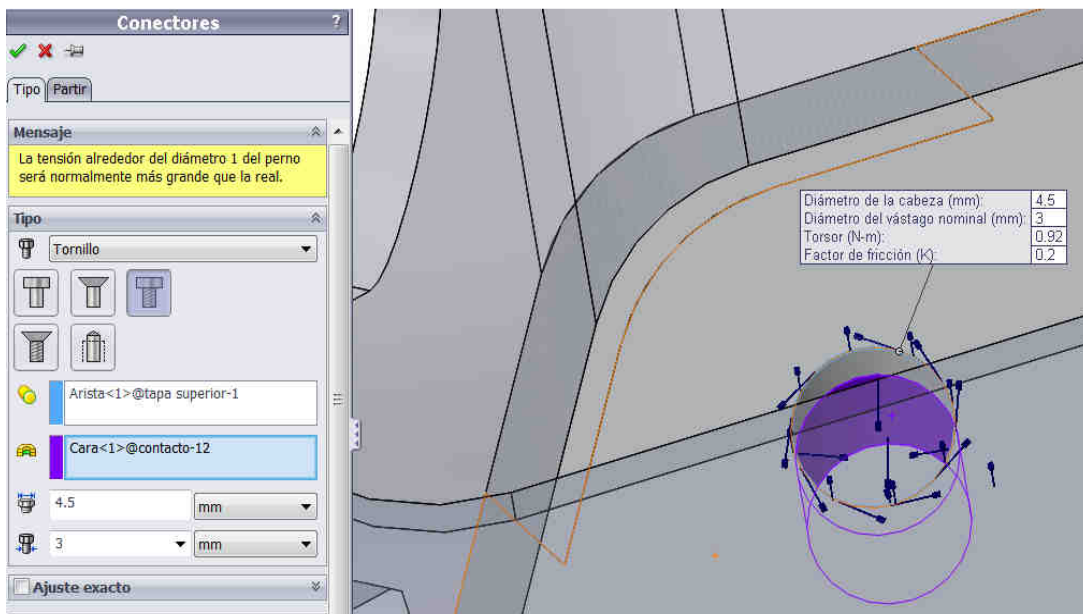 Conectores ?
Tipo Partir
Mensaje
La tensión alrededor del diámetro 1 del perno
será normalmente más grande que la real.
Tipo
Tornillo
Arista<1>@tapa superior-1
Cara<1>@contacto-12
4.5 mm
3 mm
Ajuste exacto
Diámetro de la cabeza (mm): 4.5
Diámetro del vástago nominal (mm): 3
Torsor (N-m): 0.92
Factor de fricción (K): 0.2